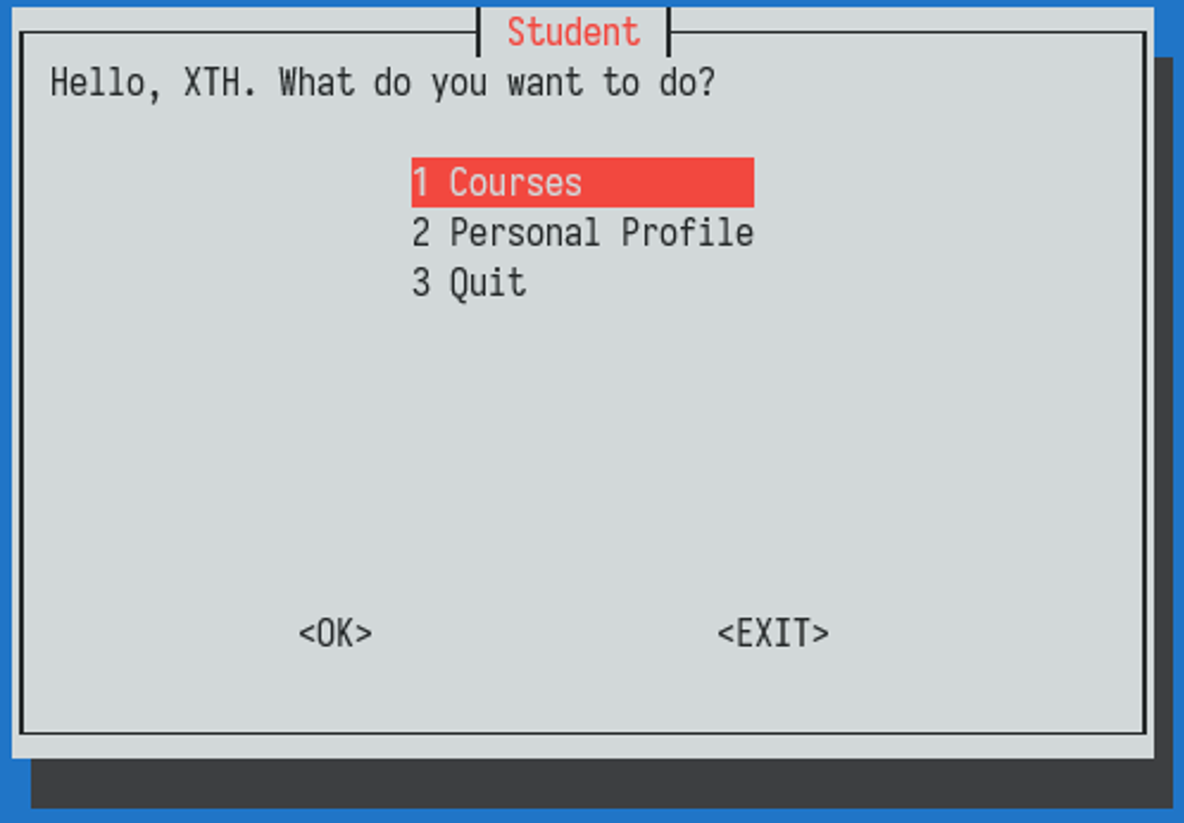 Student
Hello, XTH. What do you want to do?
1 Courses
2 Personal Profile
3 Quit
<OK> <EXIT>